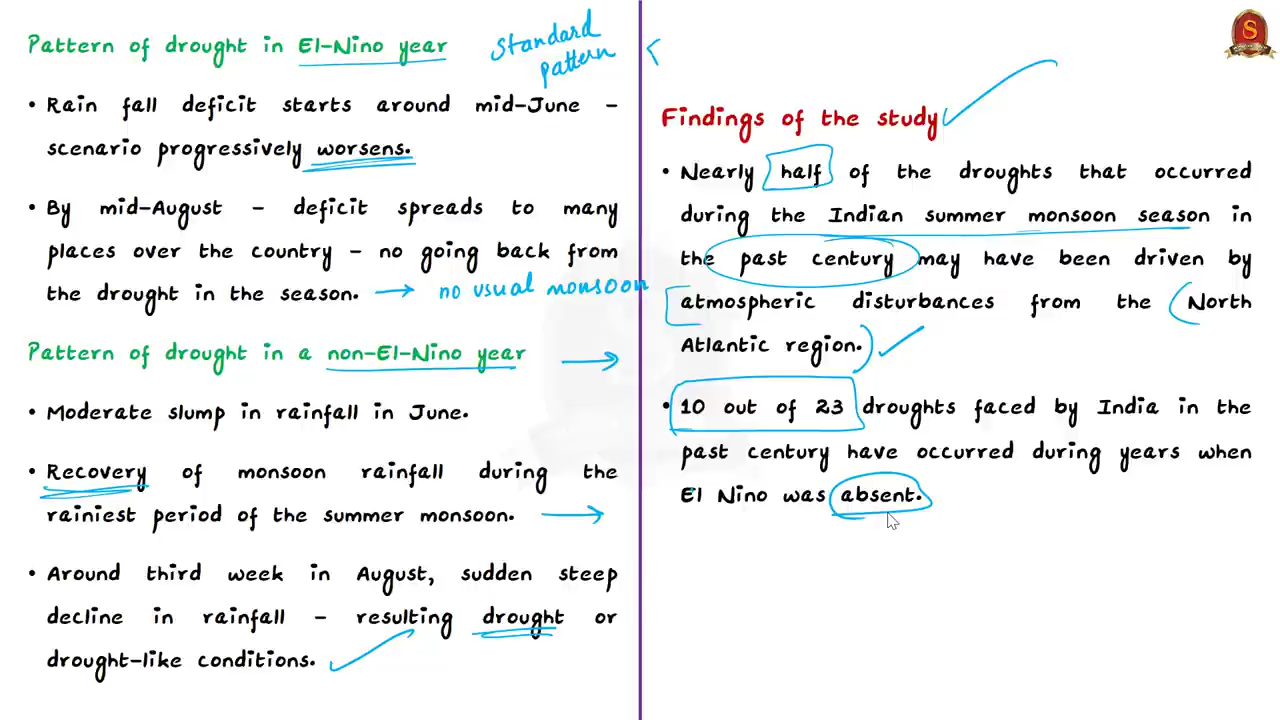 Pattern of drought in El-Nino year
standard
pattern
• Rain fall deficit starts around mid-June –
scenario progressively worsens.
• By mid-August – deficit spreads to many
places over the country – no going back from
the drought in the season. → no usual monsoon
Pattern of drought in a non-El-Nino year →
• Moderate slump in rainfall in June.
• Recovery of monsoon rainfall during the
rainiest period of the summer monsoon. →
• Around third week in August, sudden steep
decline in rainfall – resulting drought or
drought-like conditions.
Findings of the study
• Nearly half of the droughts that occurred
during the Indian summer monsoon season in
the past century may have been driven by
atmospheric disturbances from the North
Atlantic region.
• 10 out of 23 droughts faced by India in the
past century have occurred during years when
El Nino was absent.
S